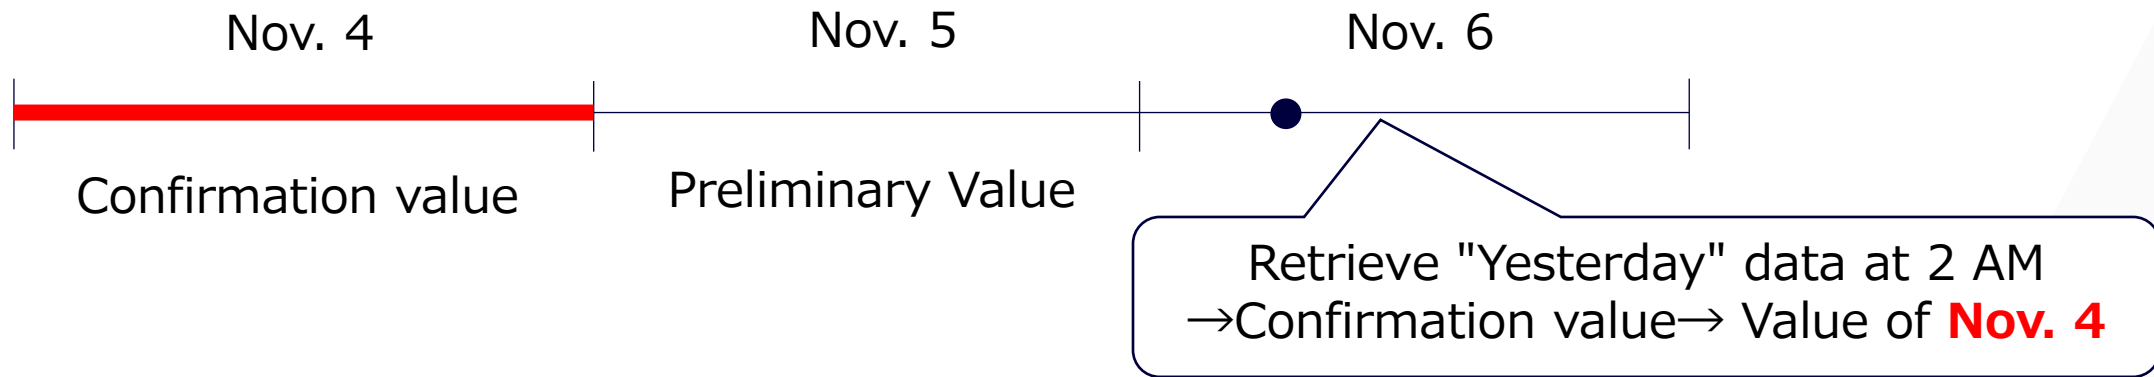 Nov. 4
Nov. 5
Nov. 6
Confirmation value
Preliminary Value
Retrieve "Yesterday" data at 2 AM
→Confirmation value→ Value of Nov. 4